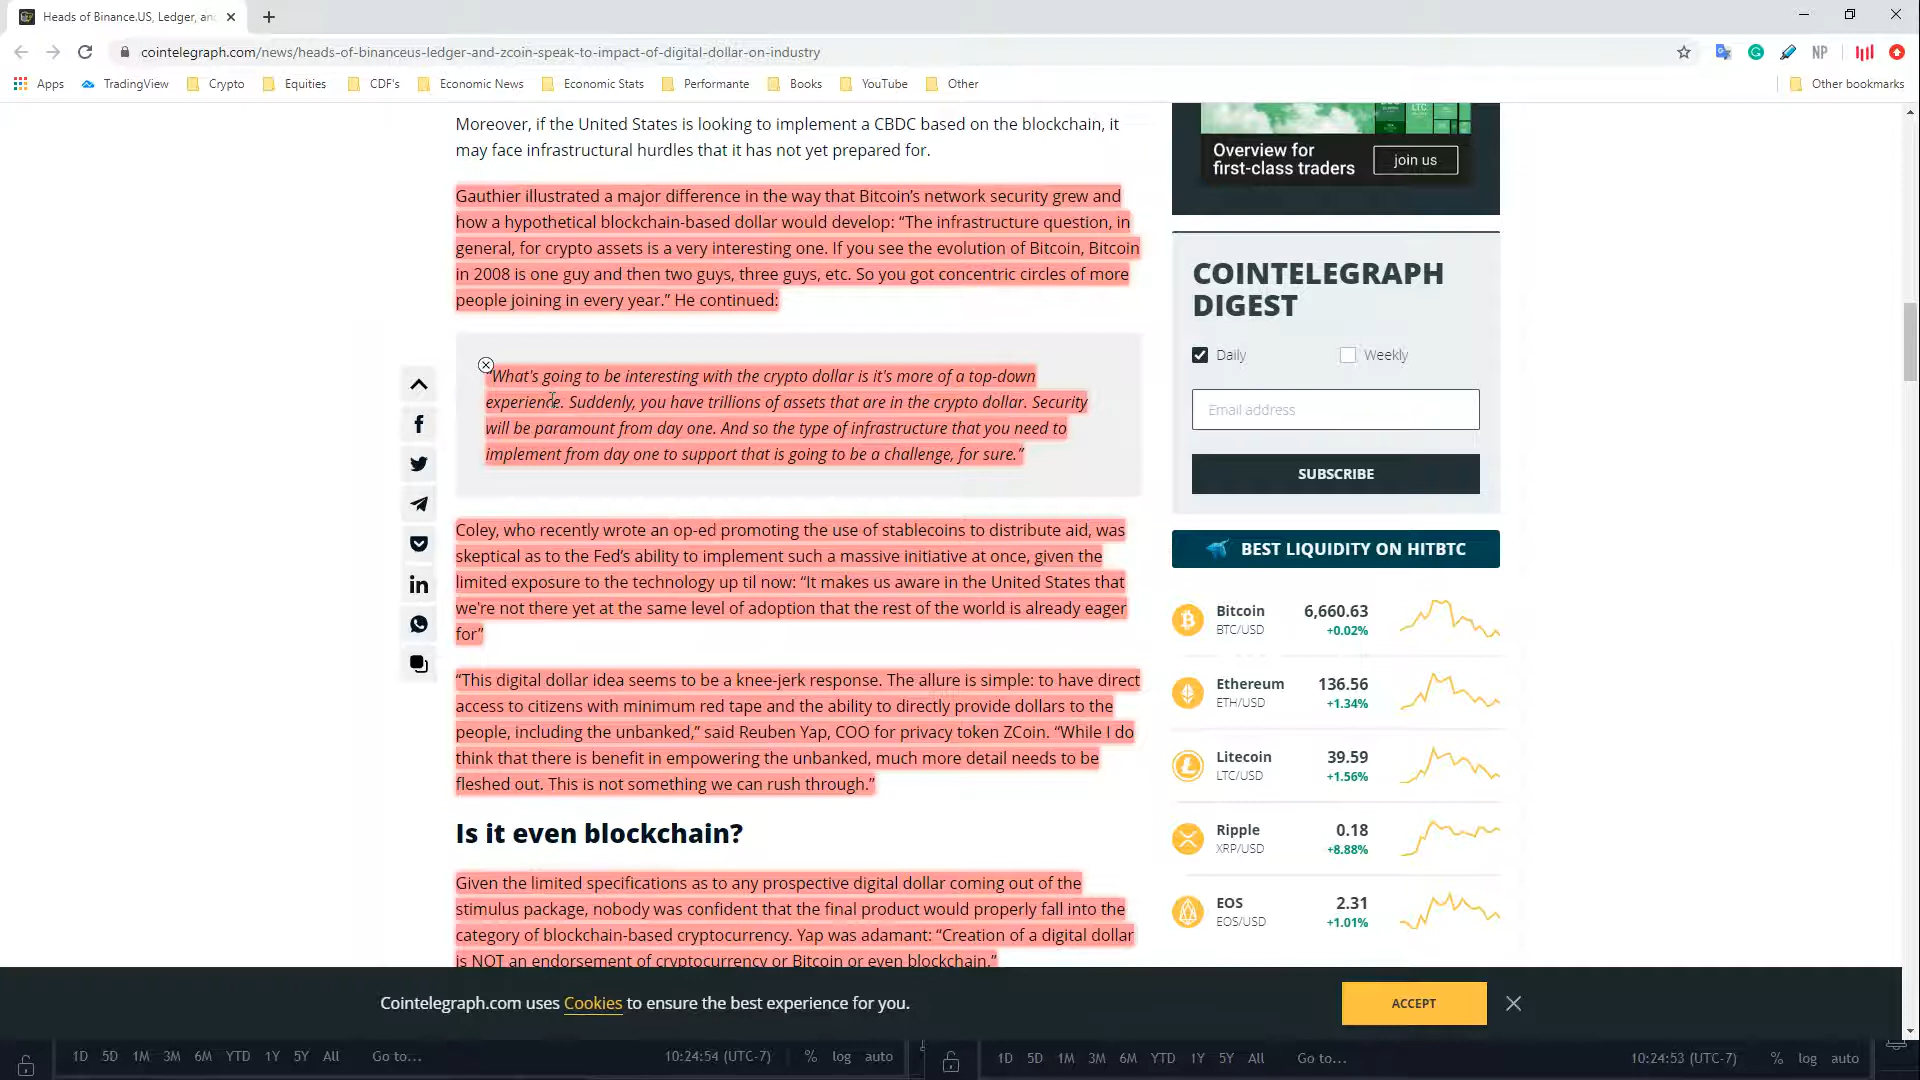 Heads of Binance.US, Ledger, an
cointelegraph.com/news/heads-of-binanceus-ledger-and-zcoin-speak-to-impact-of-digital-dollar-on-industry
NP
Apps
TradingView
Crypto
Equities
CDF's
Economic News
Economic Stats
Performante
Books
YouTube
Other
Other bookmarks
Moreover, if the United States is looking to implement a CBDC based on the blockchain, it
may face infrastructural hurdles that it has not yet prepared for.
Gauthier illustrated a major difference in the way that Bitcoin’s network security grew and
how a hypothetical blockchain-based dollar would develop: “The infrastructure question, in
general, for crypto assets is a very interesting one. If you see the evolution of Bitcoin, Bitcoin
in 2008 is one guy and then two guys, three guys, etc. So you got concentric circles of more
people joining in every year.” He continued:
“What's going to be interesting with the crypto dollar is it's more of a top-down
experience. Suddenly, you have trillions of assets that are in the crypto dollar. Security
will be paramount from day one. And so the type of infrastructure that you need to
implement from day one to support that is going to be a challenge, for sure.”
Coley, who recently wrote an op-ed promoting the use of stablecoins to distribute aid, was
skeptical as to the Fed’s ability to implement such a massive initiative at once, given the
limited exposure to the technology up til now: “It makes us aware in the United States that
we're not there yet at the same level of adoption that the rest of the world is already eager
for”
“This digital dollar idea seems to be a knee-jerk response. The allure is simple: to have direct
access to citizens with minimum red tape and the ability to directly provide dollars to the
people, including the unbanked,” said Reuben Yap, COO for privacy token ZCoin. “While I do
think that there is benefit in empowering the unbanked, much more detail needs to be
fleshed out. This is not something we can rush through.”
Is it even blockchain?
Given the limited specifications as to any prospective digital dollar coming out of the
stimulus package, nobody was confident that the final product would properly fall into the
category of blockchain-based cryptocurrency. Yap was adamant: “Creation of a digital dollar
is NOT an endorsement of cryptocurrency or Bitcoin or even blockchain.”
Overview for
first-class traders
join us
COINTELEGRAPH
DIGEST
Daily
Weekly
Email address
SUBSCRIBE
BEST LIQUIDITY ON HITBTC
Bitcoin 6,660.63
BTC/USD +0.02%
Ethereum 136.56
ETH/USD +1.34%
Litecoin 39.59
LTC/USD +1.56%
Ripple 0.18
XRP/USD +8.88%
EOS 2.31
EOS/USD +1.01%
Cointelegraph.com uses Cookies to ensure the best experience for you.
ACCEPT
1D 5D 1M 3M 6M YTD 1Y 5Y All Go to... 10:24:54 (UTC-7) % log auto
1D 5D 1M 3M 6M YTD 1Y 5Y All Go to... 10:24:53 (UTC-7) % log auto